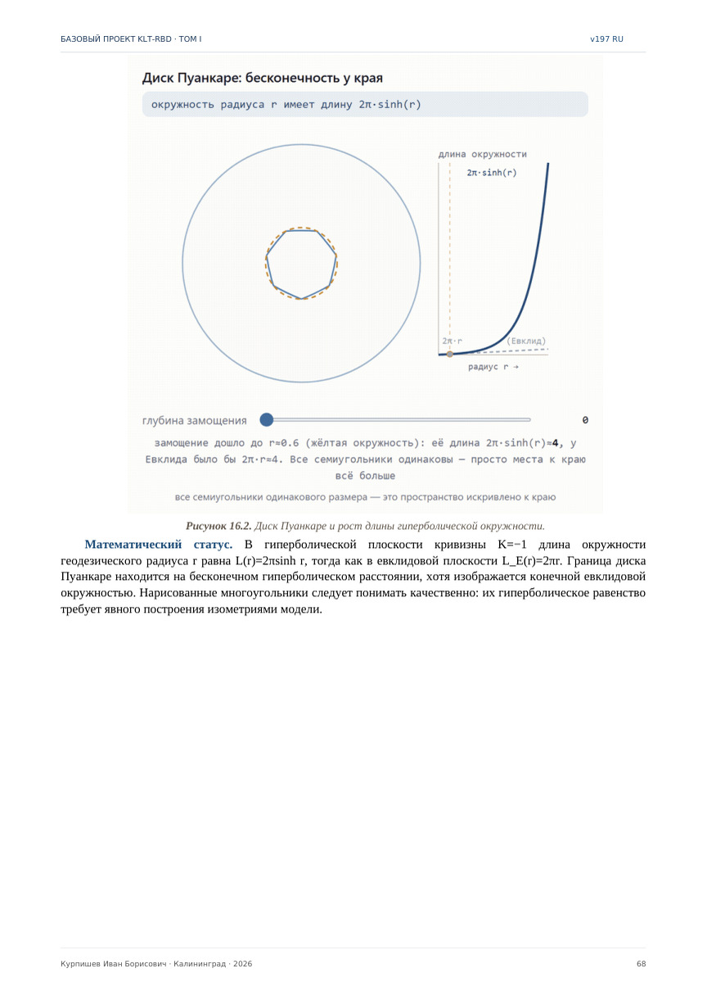 БАЗОВЫЙ ПРОЕКТ KLT-RBD · ТОМ I
v197 RU
Диск Пуанкаре: бесконечность у края
окружность радиуса r имеет длину 2π·sinh(r)
длина окружности
2π·sinh(r)
2π·r
(Евклид)
радиус r →
глубина замощения
0
замощение дошло до r≈0.6 (жёлтая окружность): её длина 2π·sinh(r)≈4, у
Евклида было бы 2π·r≈4. Все семиугольники одинаковы — просто места к краю
всё больше
все семиугольники одинакового размера — это пространство искривлено к краю
Рисунок 16.2. Диск Пуанкаре и рост длины гиперболической окружности.
Математический статус. В гиперболической плоскости кривизны K=−1 длина окружности
геодезического радиуса r равна L(r)=2πsinh r, тогда как в евклидовой плоскости L_E(r)=2πr. Граница диска
Пуанкаре находится на бесконечном гиперболическом расстоянии, хотя изображается конечной евклидовой
окружностью. Нарисованные многоугольники следует понимать качественно: их гиперболическое равенство
требует явного построения изометриями модели.
Курпишев Иван Борисович · Калининград · 2026
68